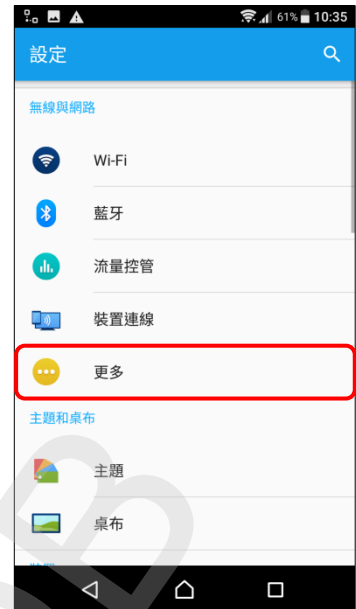 61% 10:35
設定
無線與網路
Wi-Fi
藍牙
流量控管
裝置連線
更多
主題和桌布
主題
桌布